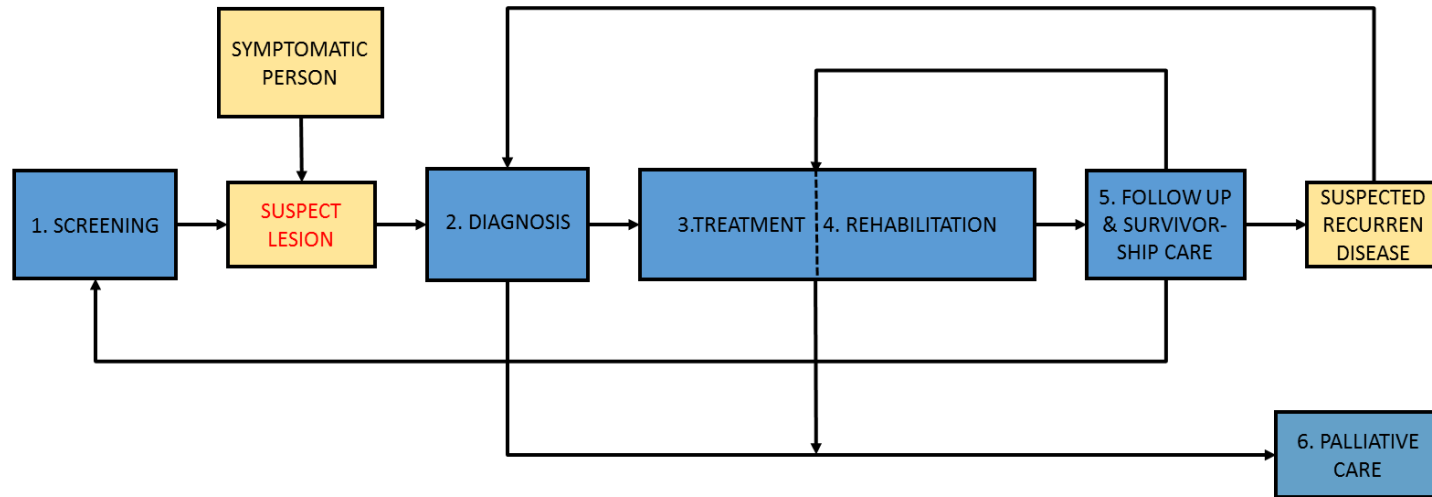 SYMPTOMATIC
PERSON
1. SCREENING
SUSPECT
LESION
2. DIAGNOSIS
3.TREATMENT
4. REHABILITATION
5. FOLLOW UP
& SURVIVOR-
SHIP CARE
SUSPECTED
RECURREN
DISEASE
6. PALLIATIVE
CARE